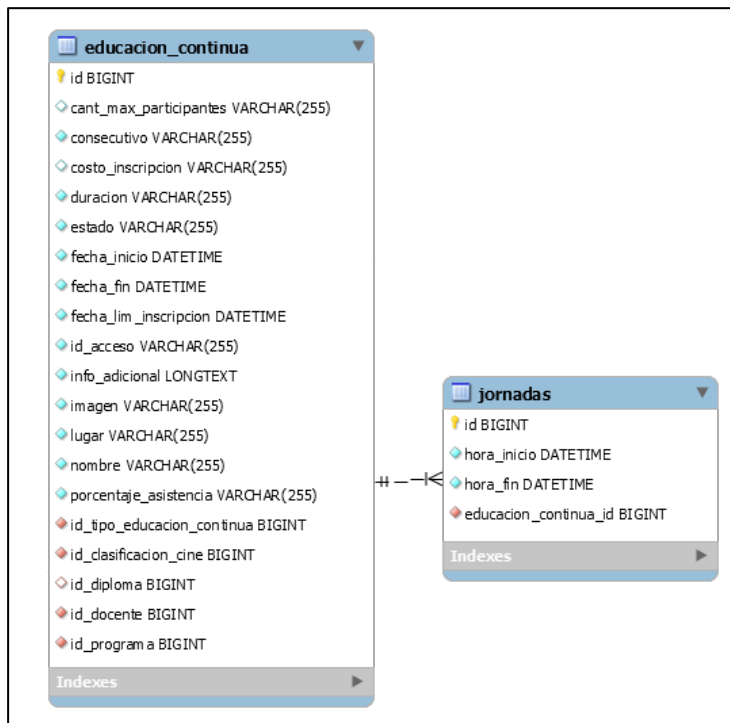 educacion_continua
id BIGINT
cant_max_participantes VARCHAR(255)
consecutivo VARCHAR(255)
costo_inscripcion VARCHAR(255)
duracion VARCHAR(255)
estado VARCHAR(255)
fecha_inicio DATETIME
fecha_fin DATETIME
fecha_lim_inscripcion DATETIME
id_acceso VARCHAR(255)
info_adicional LONGTEXT
imagen VARCHAR(255)
lugar VARCHAR(255)
nombre VARCHAR(255)
porcentaje_asistencia VARCHAR(255)
id_tipo_educacion_continua BIGINT
id_clasificacion_cine BIGINT
id_diploma BIGINT
id_docente BIGINT
id_programa BIGINT
Indexes
jornadas
id BIGINT
hora_inicio DATETIME
hora_fin DATETIME
educacion_continua_id BIGINT
Indexes